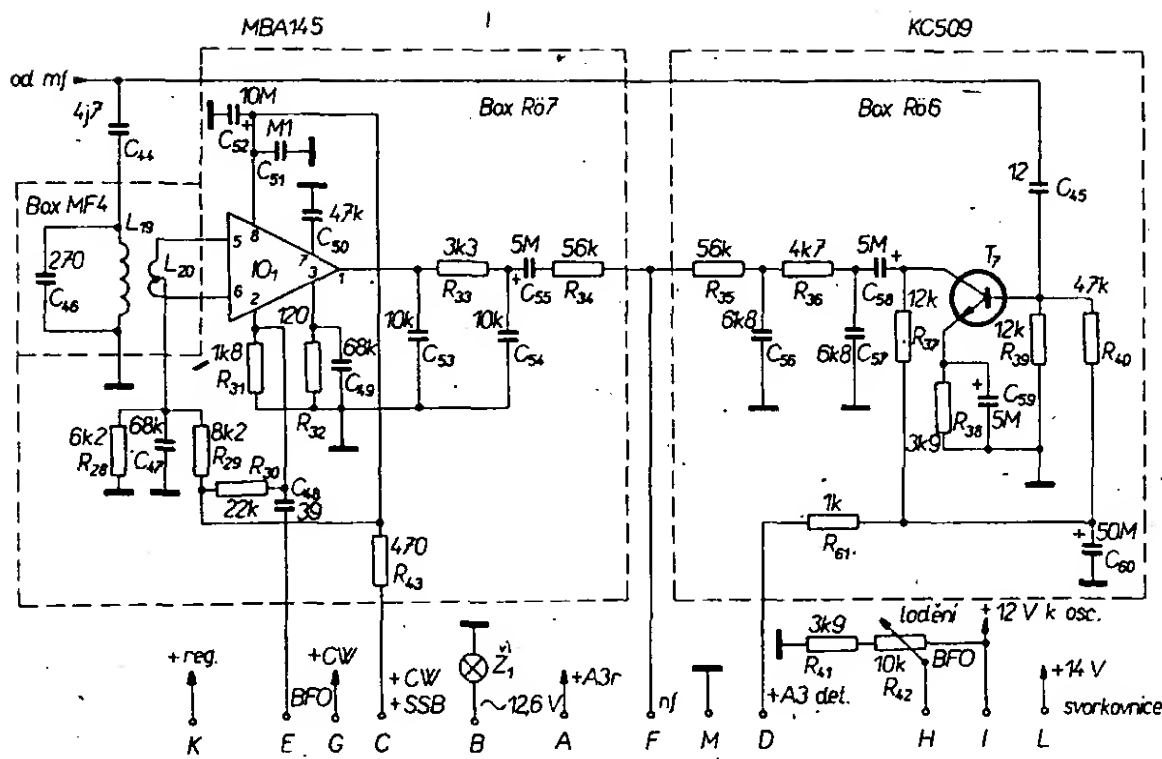 MBA145
KC509
od mf
4j7
C44
10M
+
C52
M1
C51
Box Rö7
Box Rö6
12
C45
Box MF4
L19
L20
270
C46
47k
C50
5
6
8
7
3
2
1
IO1
3k3
R33
5M
+
C55
56k
R34
56k
R35
4k7
R36
5M
+
C58
T7
47k
R40
10k
C53
10k
C54
6k8
C56
6k8
C57
12k
R37
12k
R39
120
R32
1k8
R31
68k
C49
+
C59
5M
R38
3k9
6k2
R28
68k
C47
8k2
R29
R30
22k
C48
39
470
R43
1k
R61
50M
+
C60
ladění
3k9
R41
10k
R42
BFO
+ 12 V k osc.
+ reg.
BFO
+CW
+CW
+SSB
Ž1
~12,6 V
+A3r
nf
+A3 det.
+14 V
svorkovnice
K E G C B A F M D H I L